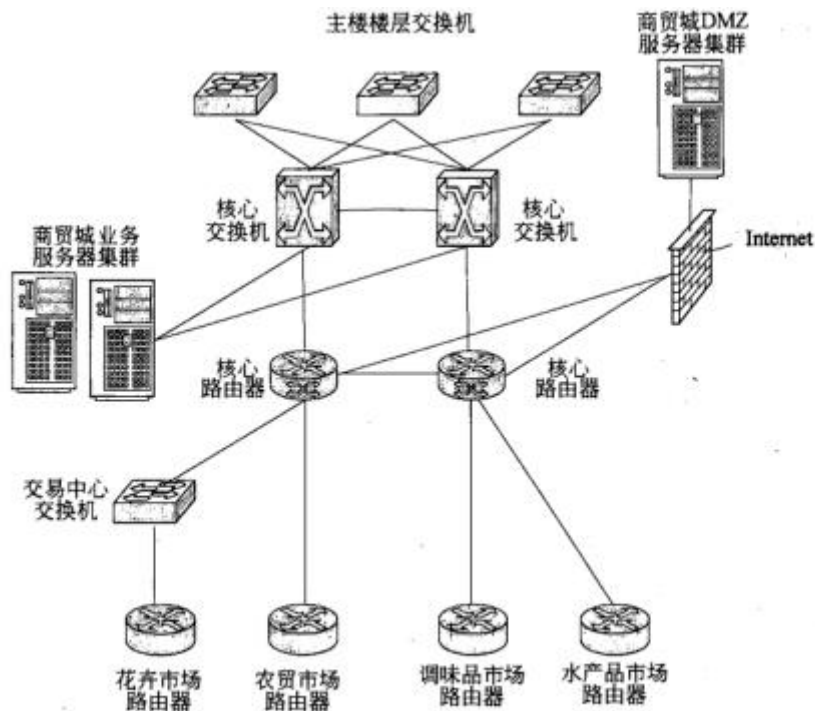 主楼楼层交换机
商贸城DMZ
服务器集群
核心
交换机
核心
交换机
Internet
商贸城业务
服务器集群
核心
路由器
核心
路由器
交易中心
交换机
花卉市场
路由器
农贸市场
路由器
调味品市场
路由器
水产品市场
路由器